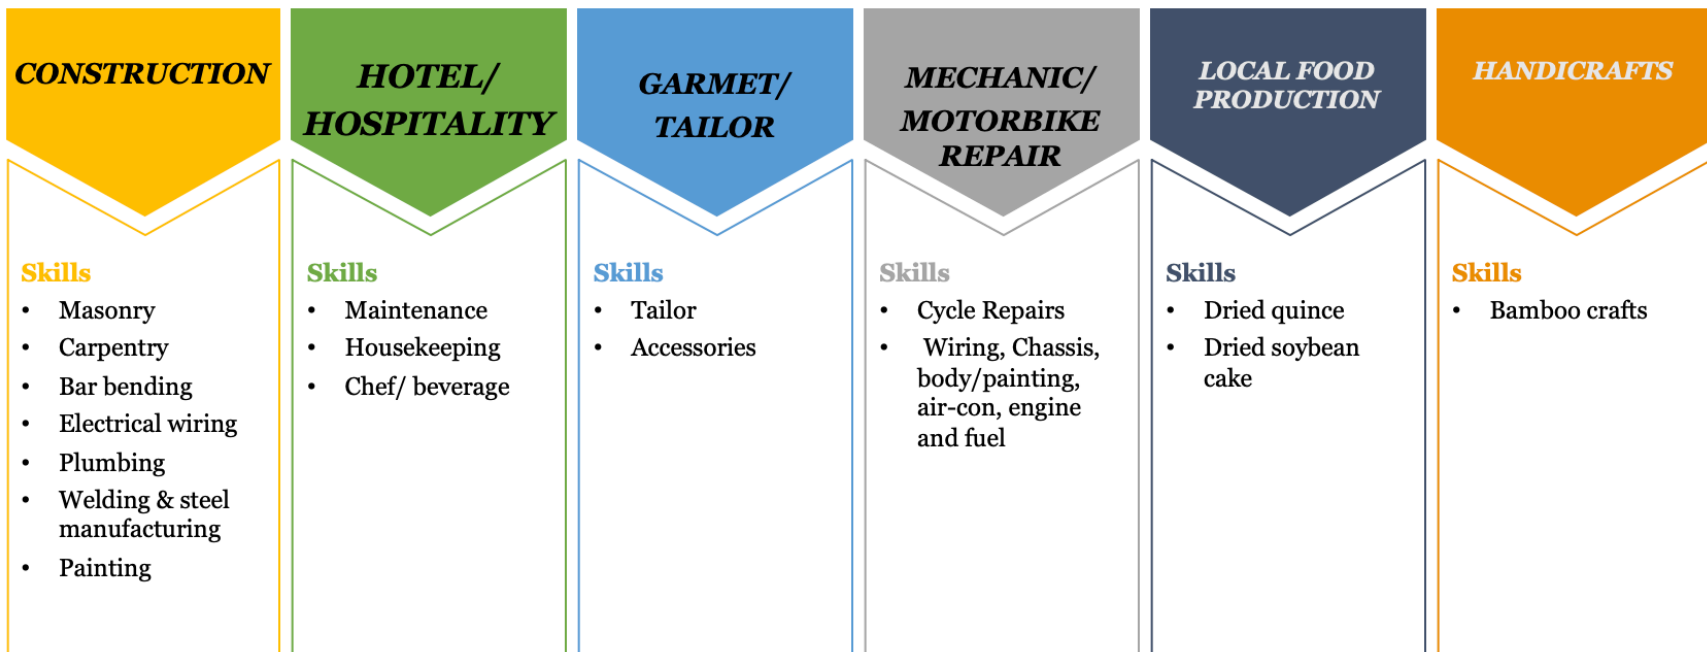 CONSTRUCTION
Skills
• Masonry
• Carpentry
• Bar bending
• Electrical wiring
• Plumbing
• Welding & steel
manufacturing
• Painting
HOTEL/
HOSPITALITY
Skills
• Maintenance
• Housekeeping
• Chef/ beverage
GARMET/
TAILOR
Skills
• Tailor
• Accessories
MECHANIC/
MOTORBIKE
REPAIR
Skills
• Cycle Repairs
• Wiring, Chassis,
body/painting,
air-con, engine
and fuel
LOCAL FOOD
PRODUCTION
Skills
• Dried quince
• Dried soybean
cake
HANDICRAFTS
Skills
• Bamboo crafts